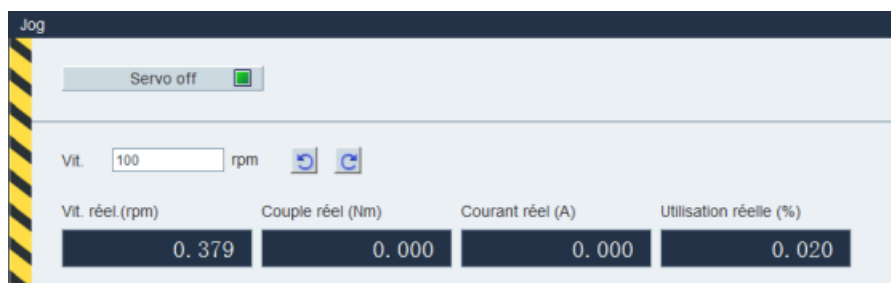 Jog
Servo off
Vit. 100 rpm
Vit. réel.(rpm) Couple réel (Nm) Courant réel (A) Utilisation réelle (%)
0.379 0.000 0.000 0.020